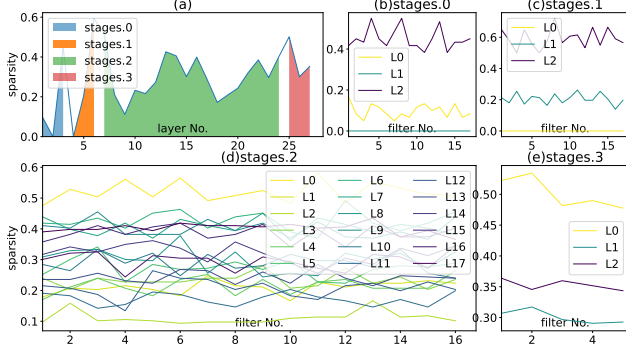 (a)
(b)stages.0
(c)stages.1
0.6
0.4
0.2
0.0
sparsity
stages.0
stages.1
stages.2
stages.3
layer No.
5
10
15
20
25
0.4
0.2
0.0
L0
L1
L2
filter No.
5
10
15
0.6
0.4
0.2
0.0
L0
L1
L2
filter No.
5
10
15
(d)stages.2
(e)stages.3
0.6
0.5
0.4
0.3
0.2
0.1
sparsity
L0
L1
L2
L3
L4
L5
L6
L7
L8
L9
L10
L11
L12
L13
L14
L15
L16
L17
filter No.
2
4
6
8
10
12
14
16
0.50
0.45
0.40
0.35
0.30
L0
L1
L2
filter No.
2
4